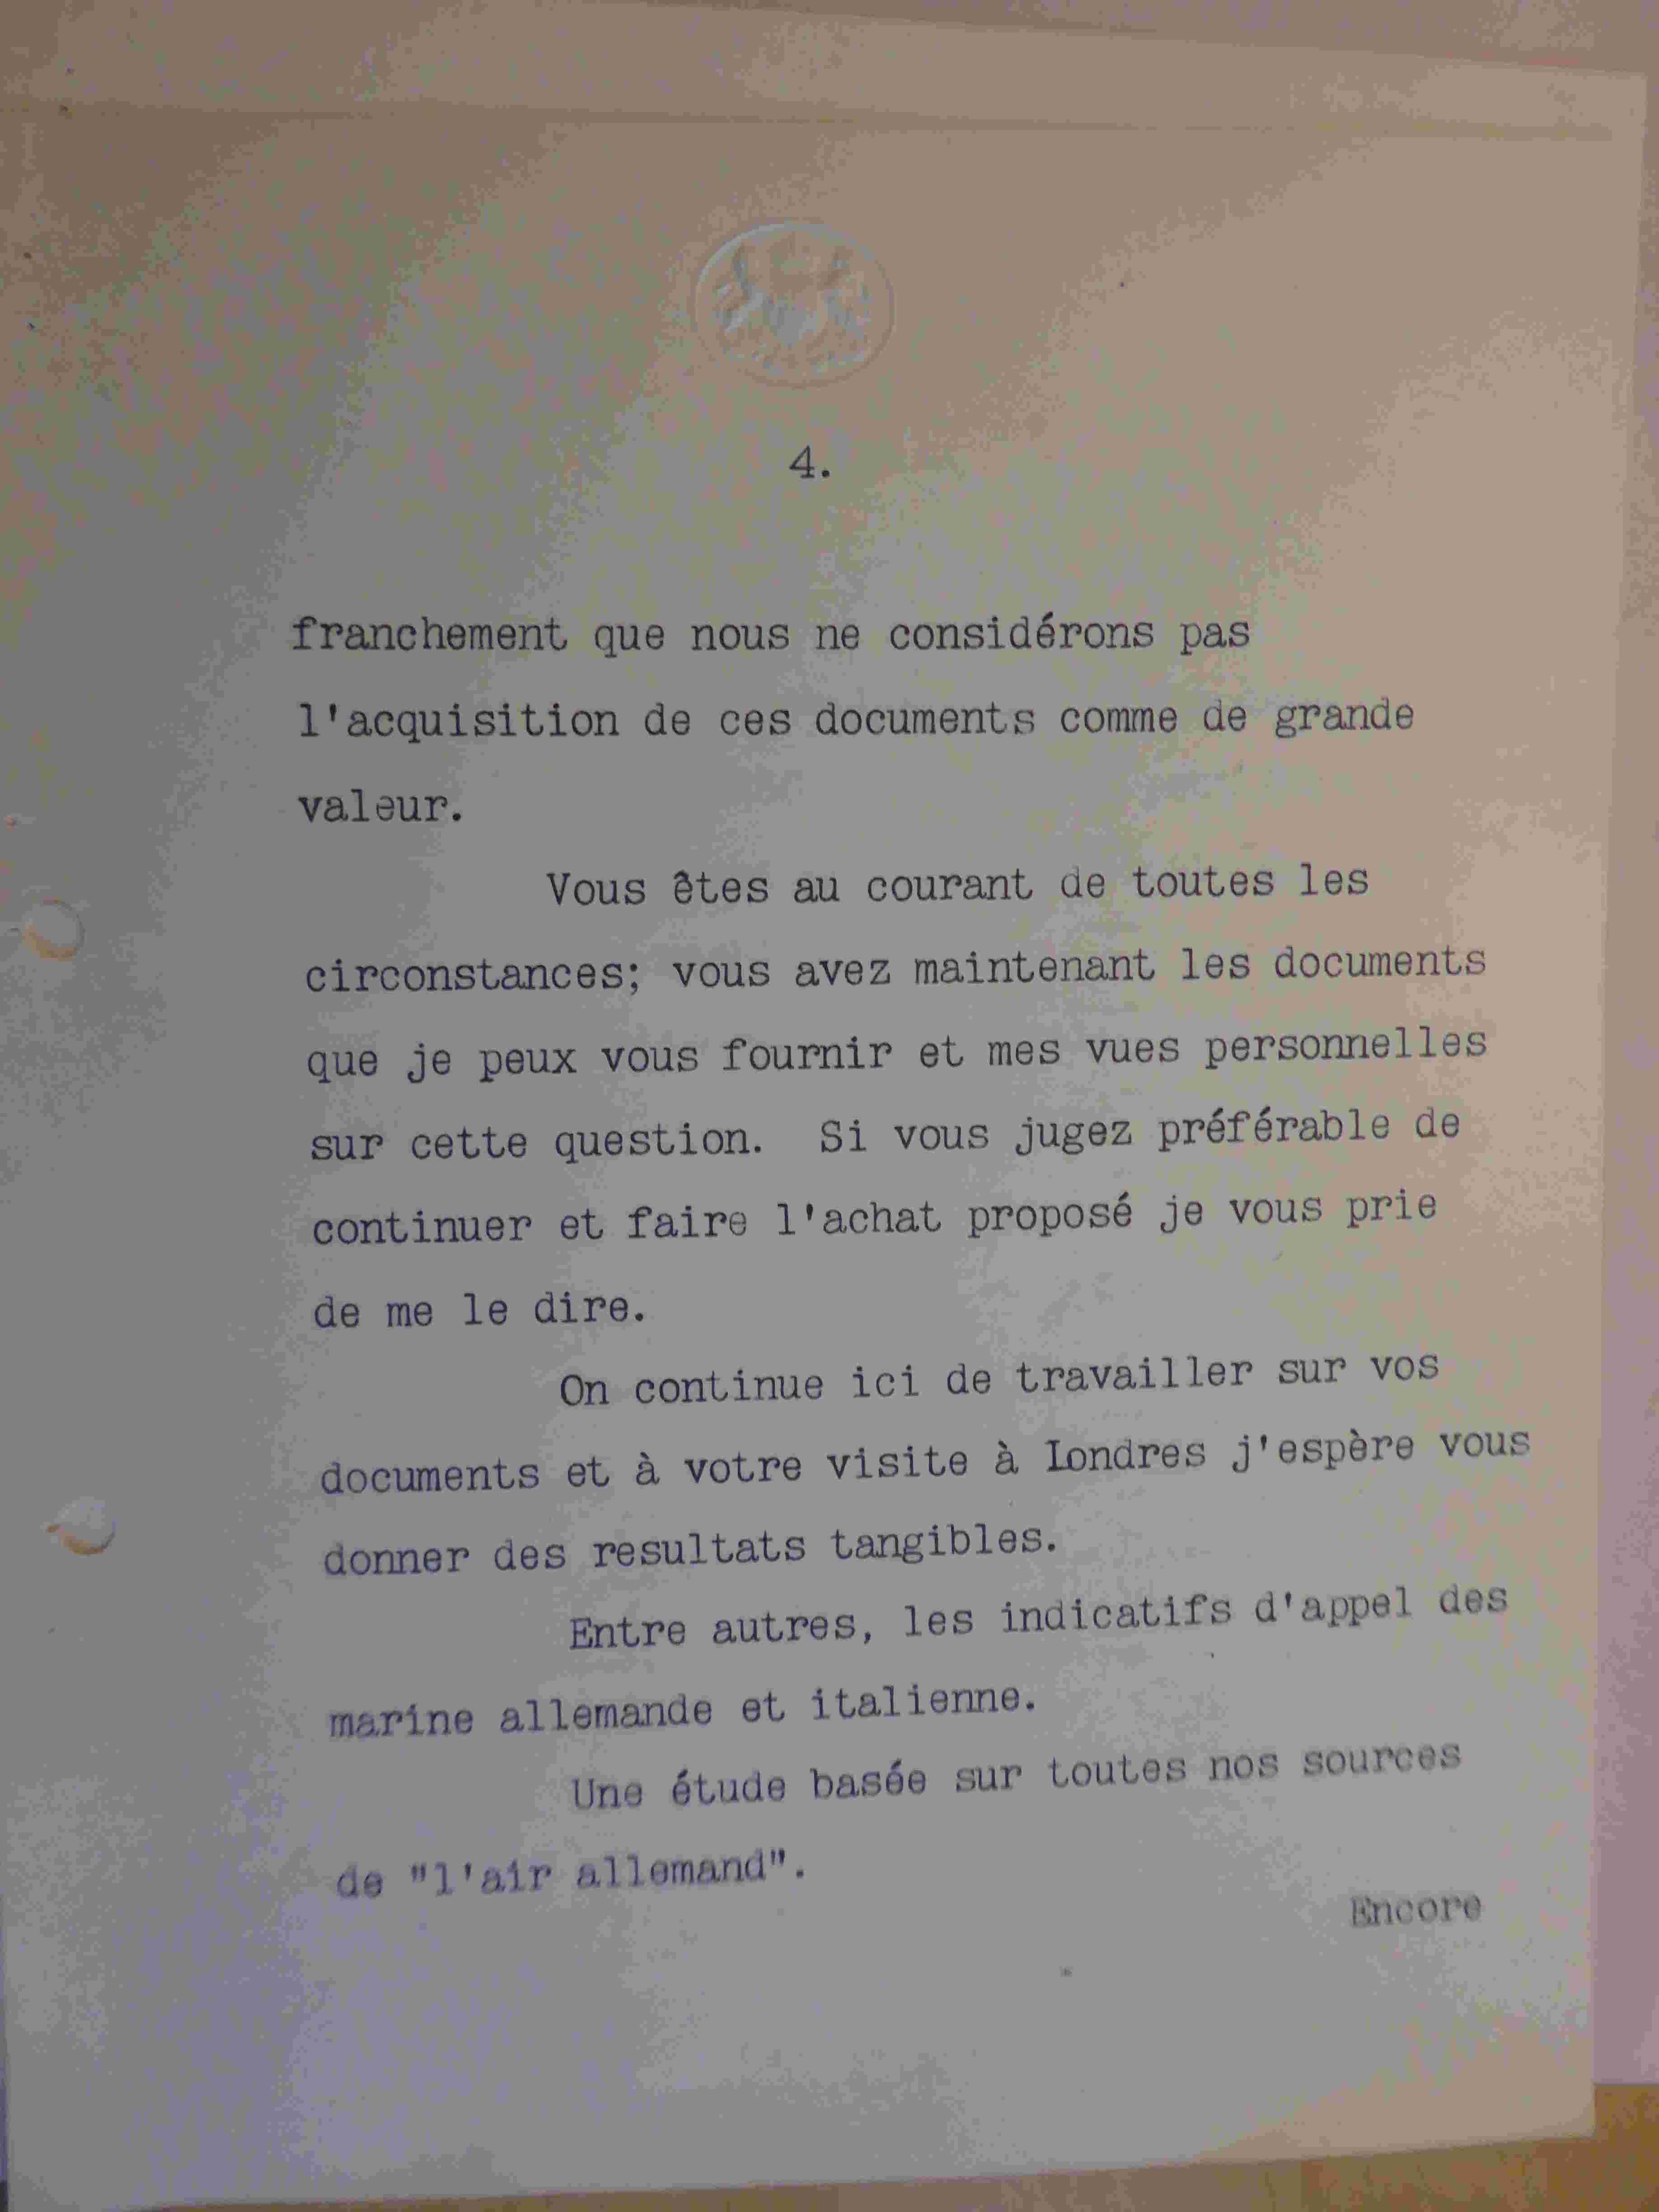 4.
franchement que nous ne considérons pas
l'acquisition de ces documents comme de grande
valeur.
Vous êtes au courant de toutes les
circonstances; vous avez maintenant les documents
que je peux vous fournir et mes vues personnelles
sur cette question. Si vous jugez préférable de
continuer et faire l'achat proposé je vous prie
de me le dire.
On continue ici de travailler sur vos
documents et à votre visite à Londres j'espère vous
donner des resultats tangibles.
Entre autres, les indicatifs d'appel des
marine allemande et italienne.
Une étude basée sur toutes nos sources
de "l'air allemand".
Encore